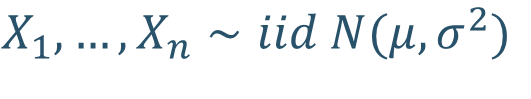 X₁, …, Xₙ ~ iid N(μ, σ²)